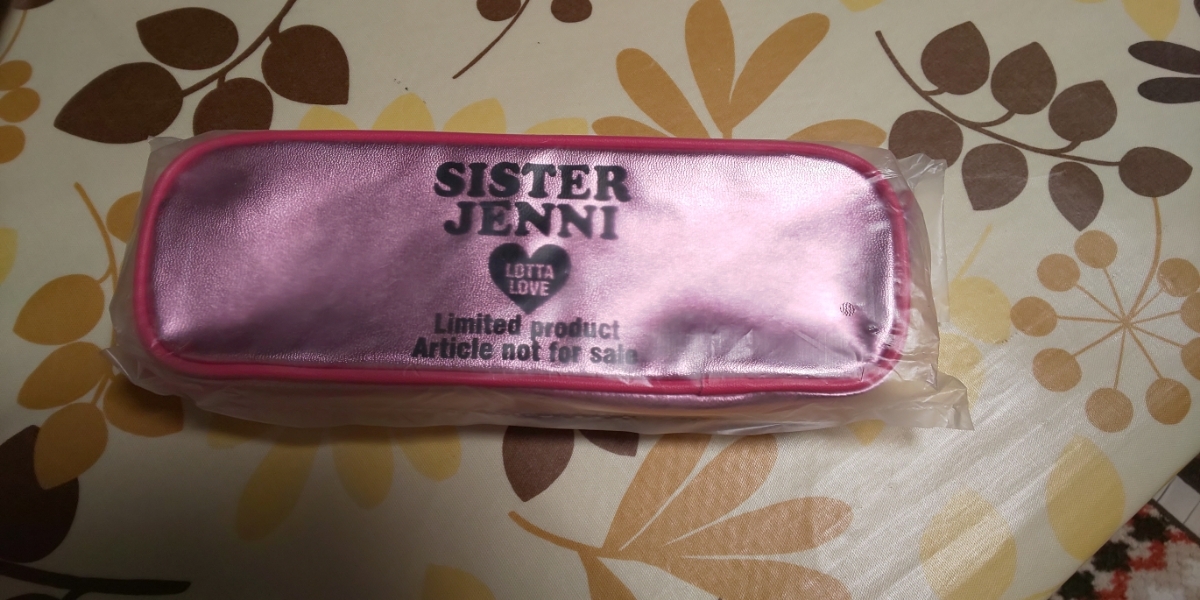 SISTER
JENNI
LOTTA
LOVE
Limited product
Article not for sale